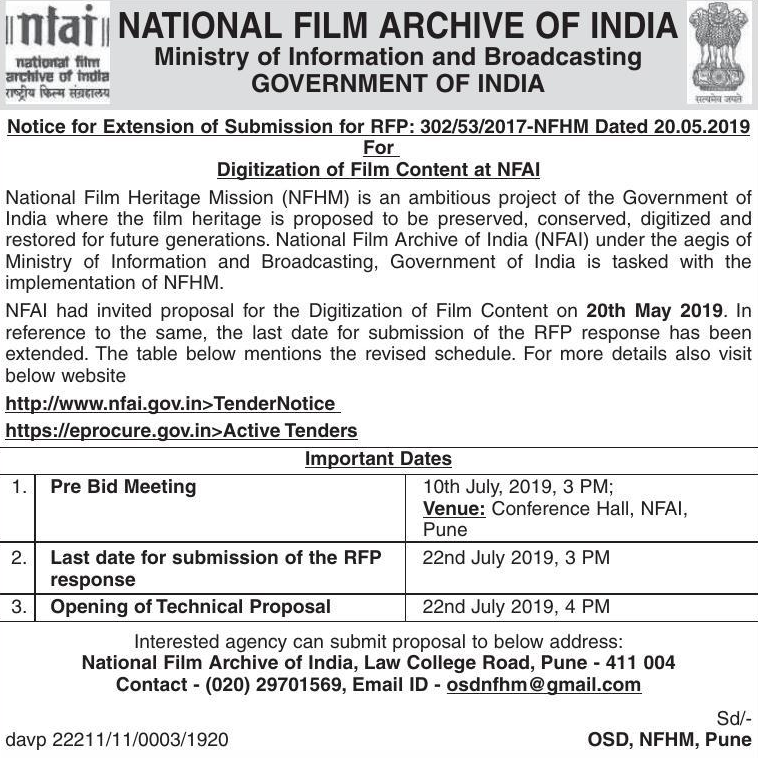 nfai
national film
archive of india
राष्ट्रीय फिल्म संग्रहालय
NATIONAL FILM ARCHIVE OF INDIA
Ministry of Information and Broadcasting
GOVERNMENT OF INDIA
सत्यमेव जयते
Notice for Extension of Submission for RFP: 302/53/2017-NFHM Dated 20.05.2019
For
Digitization of Film Content at NFAI
National Film Heritage Mission (NFHM) is an ambitious project of the Government of
India where the film heritage is proposed to be preserved, conserved, digitized and
restored for future generations. National Film Archive of India (NFAI) under the aegis of
Ministry of Information and Broadcasting, Government of India is tasked with the
implementation of NFHM.
NFAI had invited proposal for the Digitization of Film Content on 20th May 2019. In
reference to the same, the last date for submission of the RFP response has been
extended. The table below mentions the revised schedule. For more details also visit
below website
http://www.nfai.gov.in>TenderNotice
https://eprocure.gov.in>Active Tenders
Important Dates
1. Pre Bid Meeting 10th July, 2019, 3 PM;
Venue: Conference Hall, NFAI,
Pune
2. Last date for submission of the RFP 22nd July 2019, 3 PM
response
3. Opening of Technical Proposal 22nd July 2019, 4 PM
Interested agency can submit proposal to below address:
National Film Archive of India, Law College Road, Pune - 411 004
Contact - (020) 29701569, Email ID - osdnfhm@gmail.com
Sd/-
davp 22211/11/0003/1920 OSD, NFHM, Pune